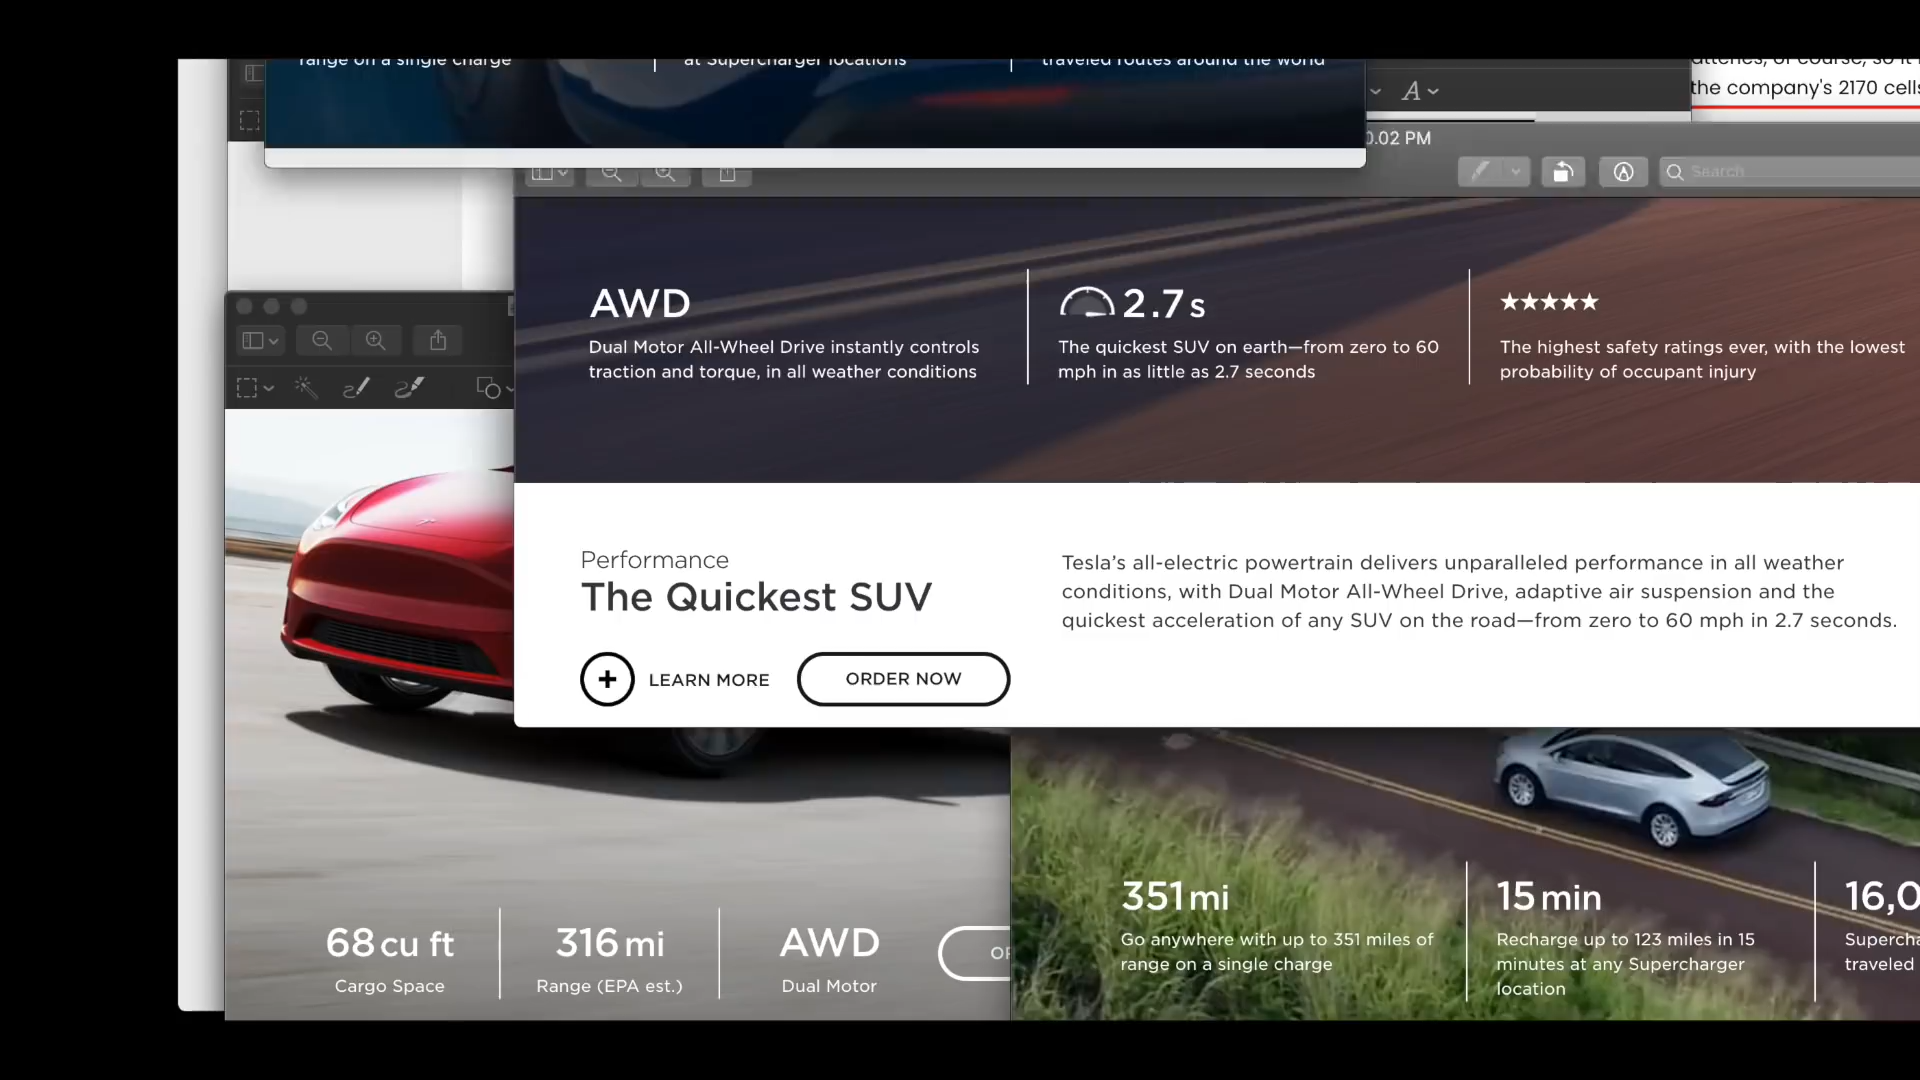 range on a single charge
at Supercharger locations
traveled routes around the world
the company's 2170 cells
0.02 PM
Search
AWD
Dual Motor All-Wheel Drive instantly controls
traction and torque, in all weather conditions
2.7 s
The quickest SUV on earth—from zero to 60
mph in as little as 2.7 seconds
★★★★★
The highest safety ratings ever, with the lowest
probability of occupant injury
Performance
The Quickest SUV
LEARN MORE
ORDER NOW
Tesla’s all-electric powertrain delivers unparalleled performance in all weather
conditions, with Dual Motor All-Wheel Drive, adaptive air suspension and the
quickest acceleration of any SUV on the road—from zero to 60 mph in 2.7 seconds.
68 cu ft
Cargo Space
316 mi
Range (EPA est.)
AWD
Dual Motor
351 mi
Go anywhere with up to 351 miles of
range on a single charge
15 min
Recharge up to 123 miles in 15
minutes at any Supercharger
location
16,0
Supercha
traveled